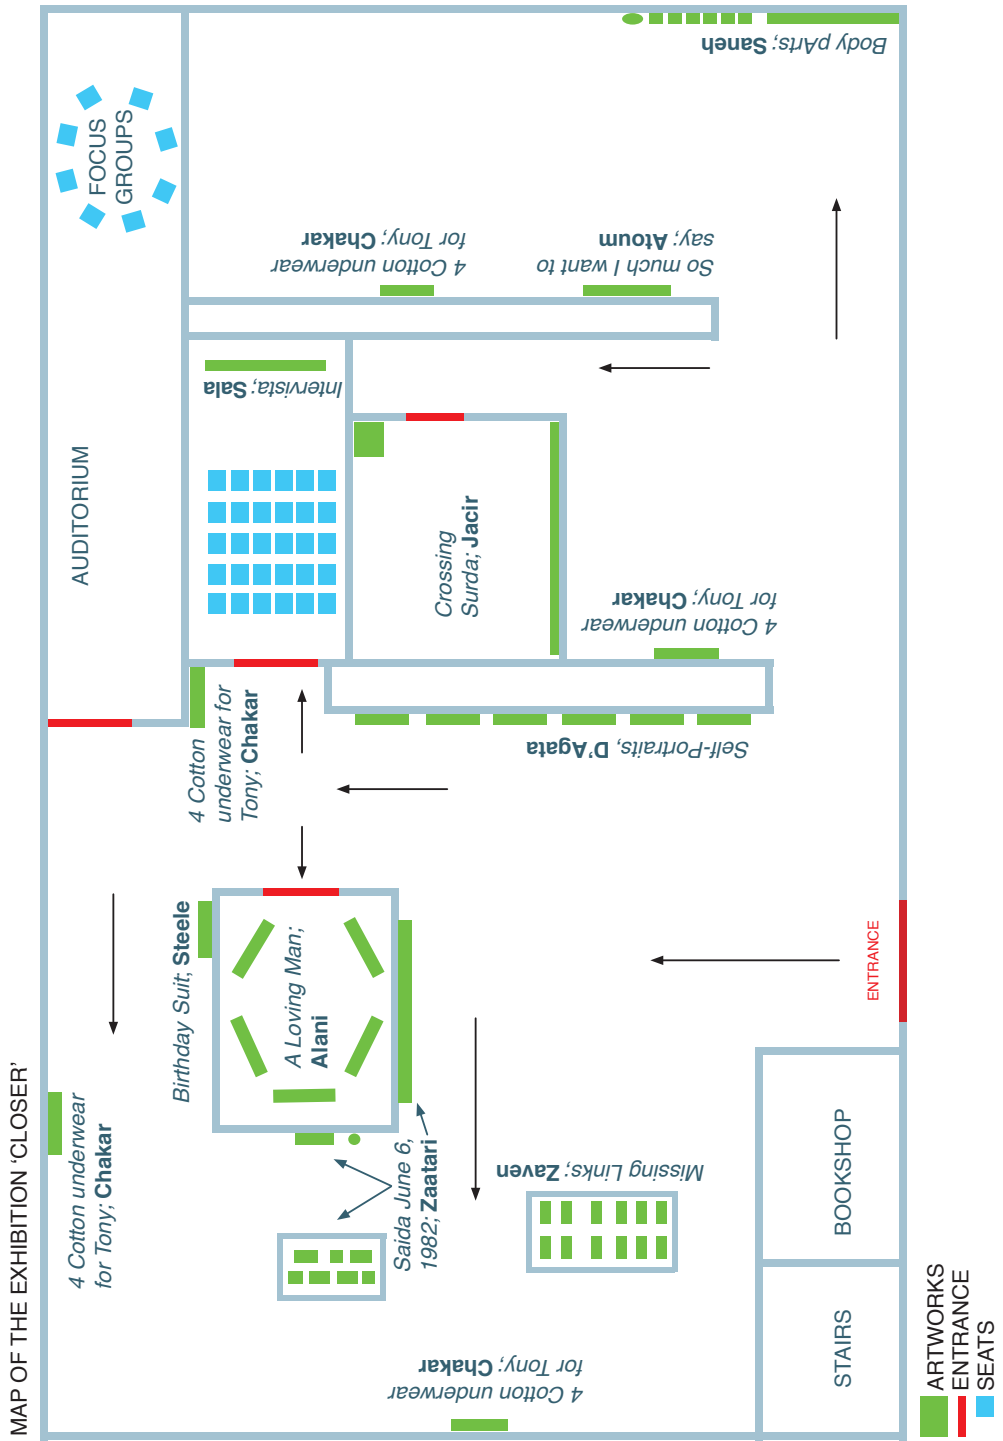 MAP OF THE EXHIBITION ‘CLOSER’
4 Cotton underwear
for Tony; Chakar
Birthday Suit; Steele
4 Cotton
underwear for
Tony; Chakar
AUDITORIUM
FOCUS
GROUPS
A Loving Man;
Alani
Intervista; Sala
4 Cotton underwear
for Tony; Chakar
Saida June 6,
1982; Zaatari
Crossing
Surda; Jacir
So much I want to
say; Atoum
Self-Portraits, D’Agata
4 Cotton underwear
for Tony; Chakar
4 Cotton underwear
for Tony; Chakar
Missing Links; Zaven
Body pArts; Saneh
STAIRS
BOOKSHOP
ENTRANCE
ARTWORKS
ENTRANCE
SEATS